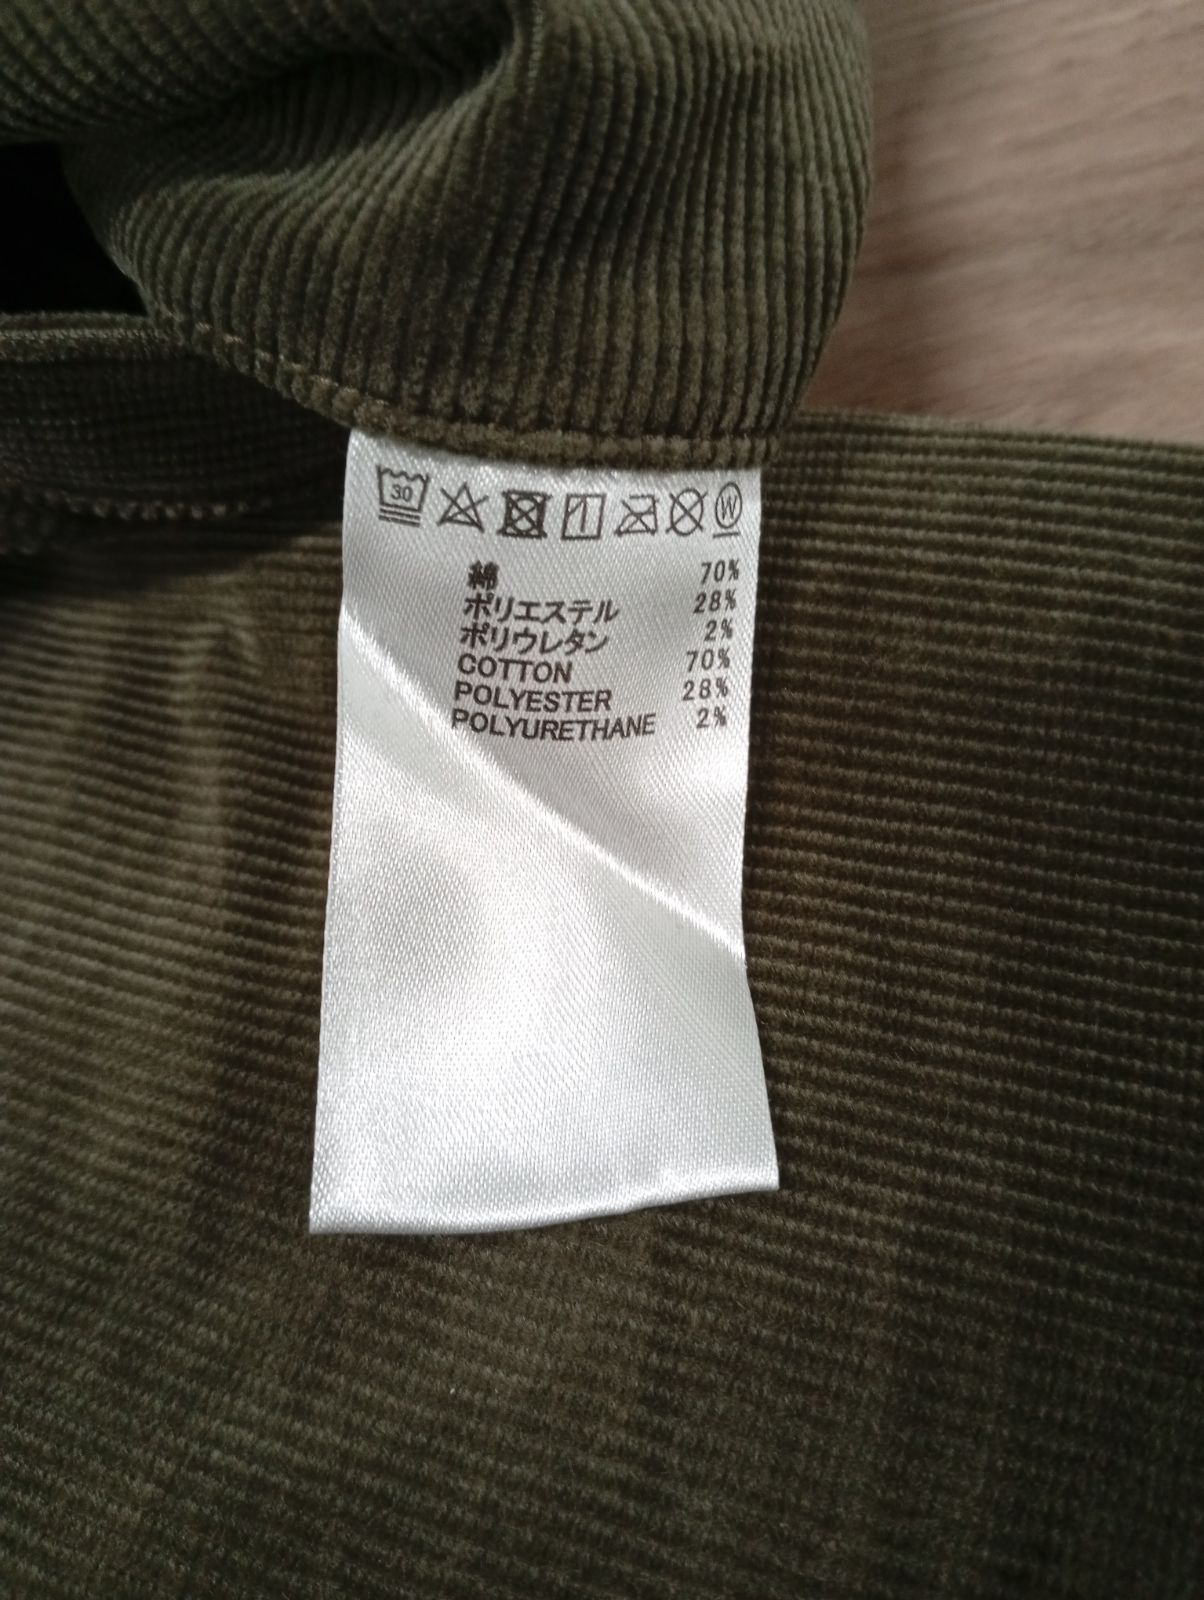 30 W
綿 70%
ポリエステル 28%
ポリウレタン 2%
COTTON 70%
POLYESTER 28%
POLYURETHANE 2%